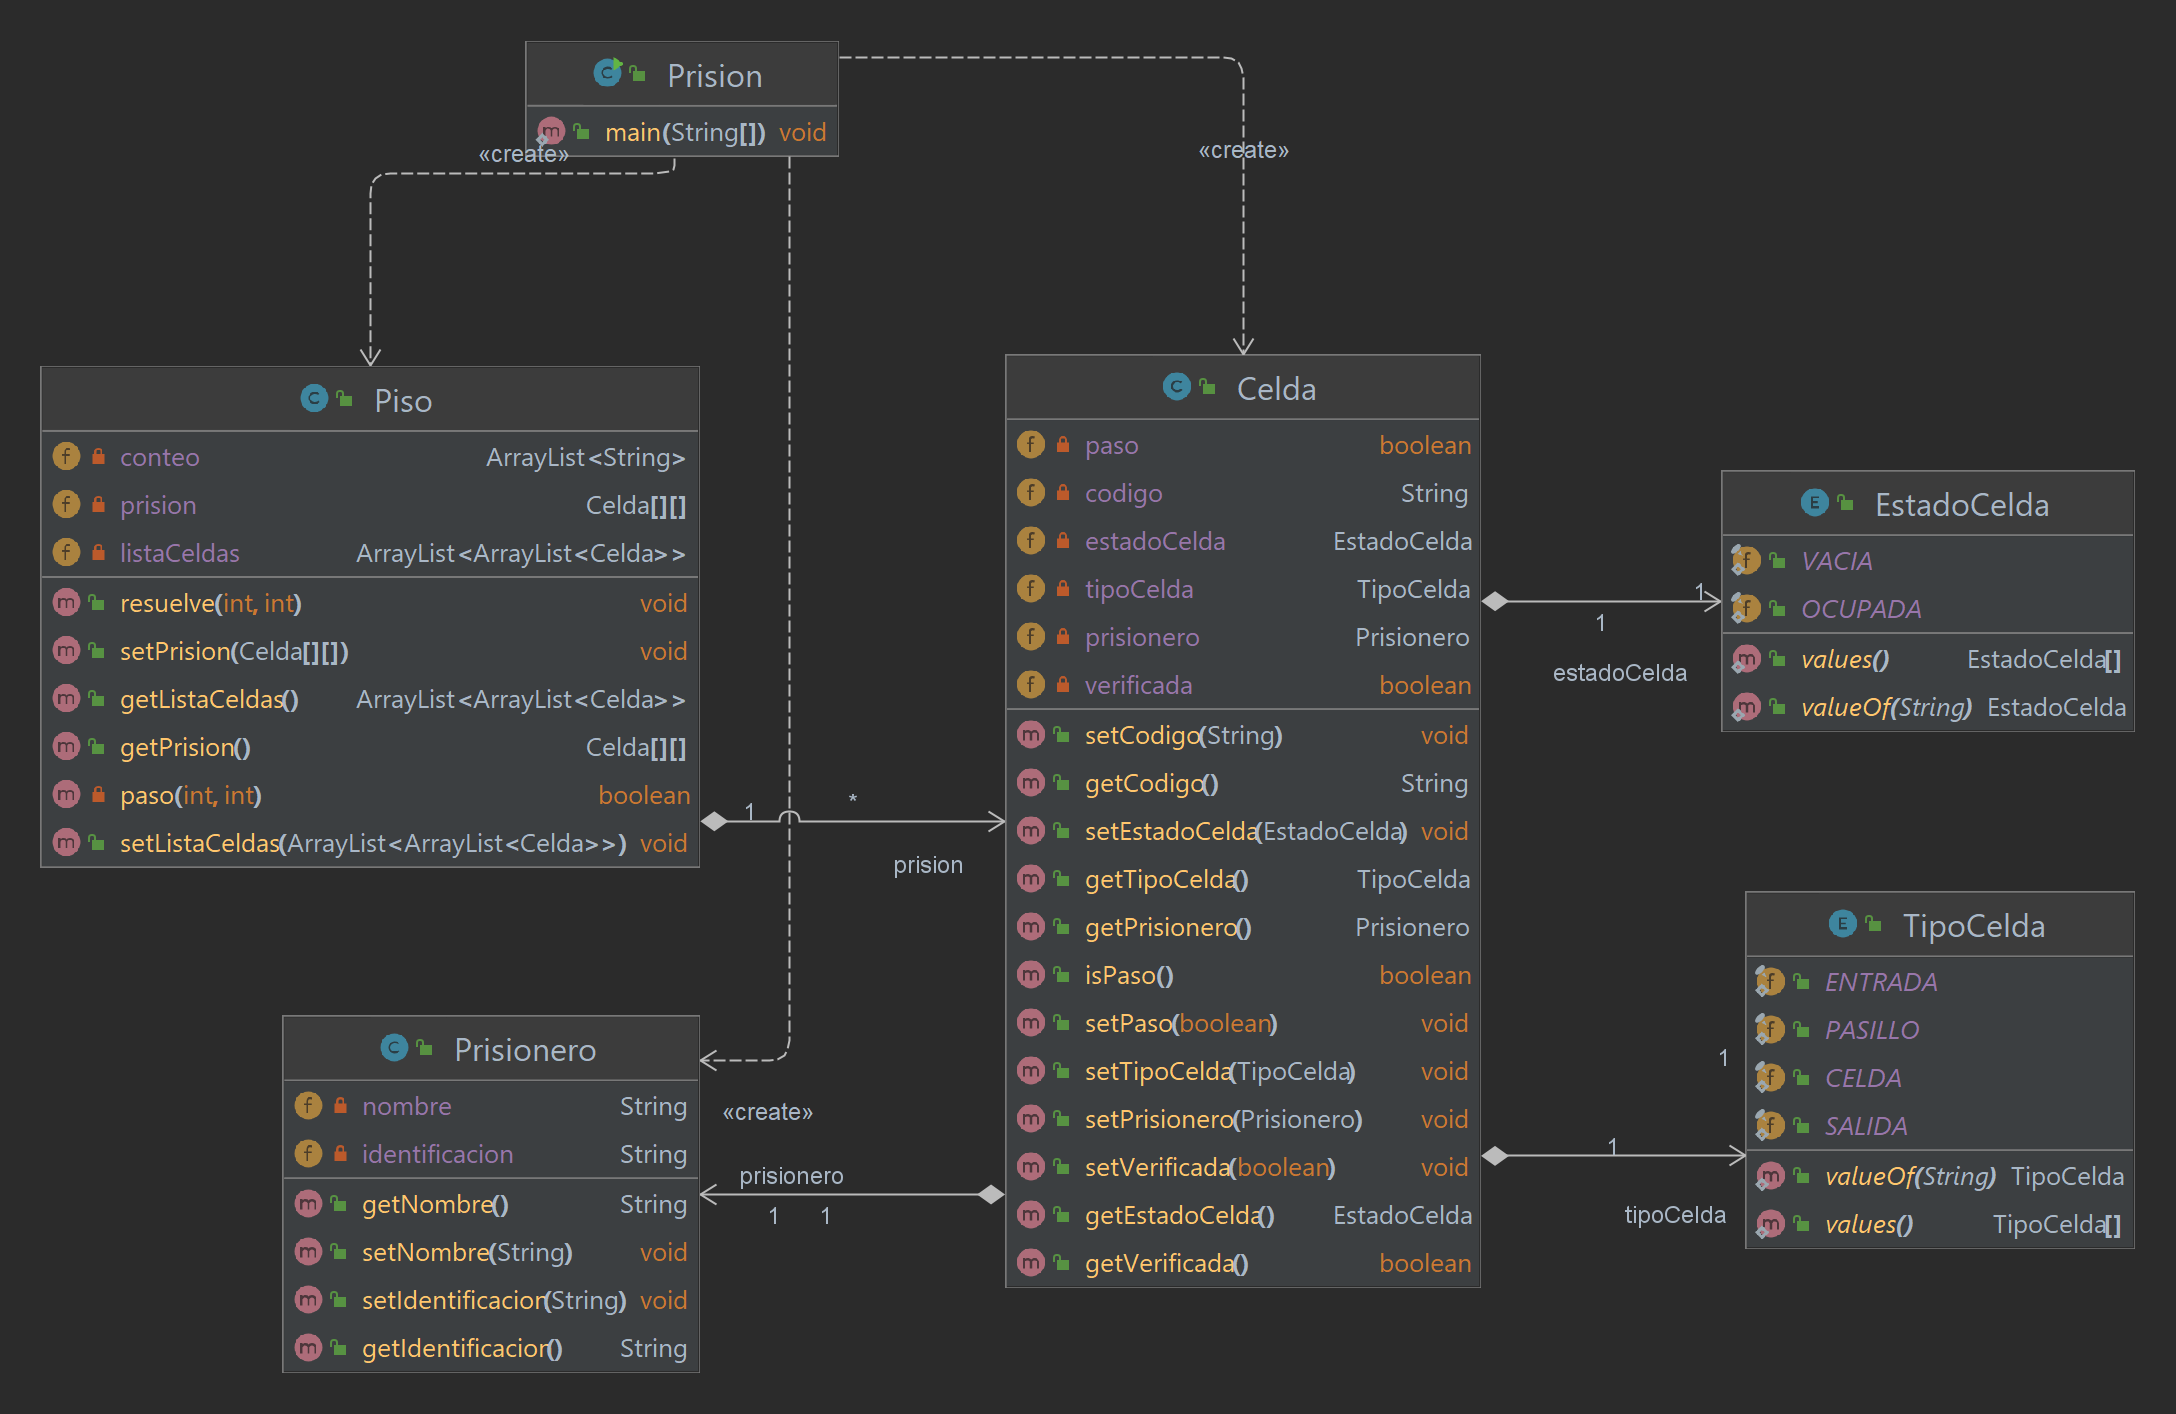 Prision
main(String[]) void
«create»
«create»
Piso
conteo ArrayList<String>
prision Celda[][]
listaCeldas ArrayList<ArrayList<Celda>>
resuelve(int, int) void
setPrision(Celda[][]) void
getListaCeldas() ArrayList<ArrayList<Celda>>
getPrision() Celda[][]
paso(int, int) boolean
setListaCeldas(ArrayList<ArrayList<Celda>>) void
1
*
prision
Celda
paso boolean
codigo String
estadoCelda EstadoCelda
tipoCelda TipoCelda
prisionero Prisionero
verificada boolean
setCodigo(String) void
getCodigo() String
setEstadoCelda(EstadoCelda) void
getTipoCelda() TipoCelda
getPrisionero() Prisionero
isPaso() boolean
setPaso(boolean) void
setTipoCelda(TipoCelda) void
setPrisionero(Prisionero) void
setVerificada(boolean) void
getEstadoCelda() EstadoCelda
getVerificada() boolean
1
1
estadoCelda
EstadoCelda
VACIA
OCUPADA
values() EstadoCelda[]
valueOf(String) EstadoCelda
TipoCelda
ENTRADA
PASILLO
CELDA
SALIDA
valueOf(String) TipoCelda
values() TipoCelda[]
1
1
tipoCelda
Prisionero
nombre String
identificacion String
getNombre() String
setNombre(String) void
setIdentificacion(String) void
getIdentificacion() String
«create»
prisionero
1 1